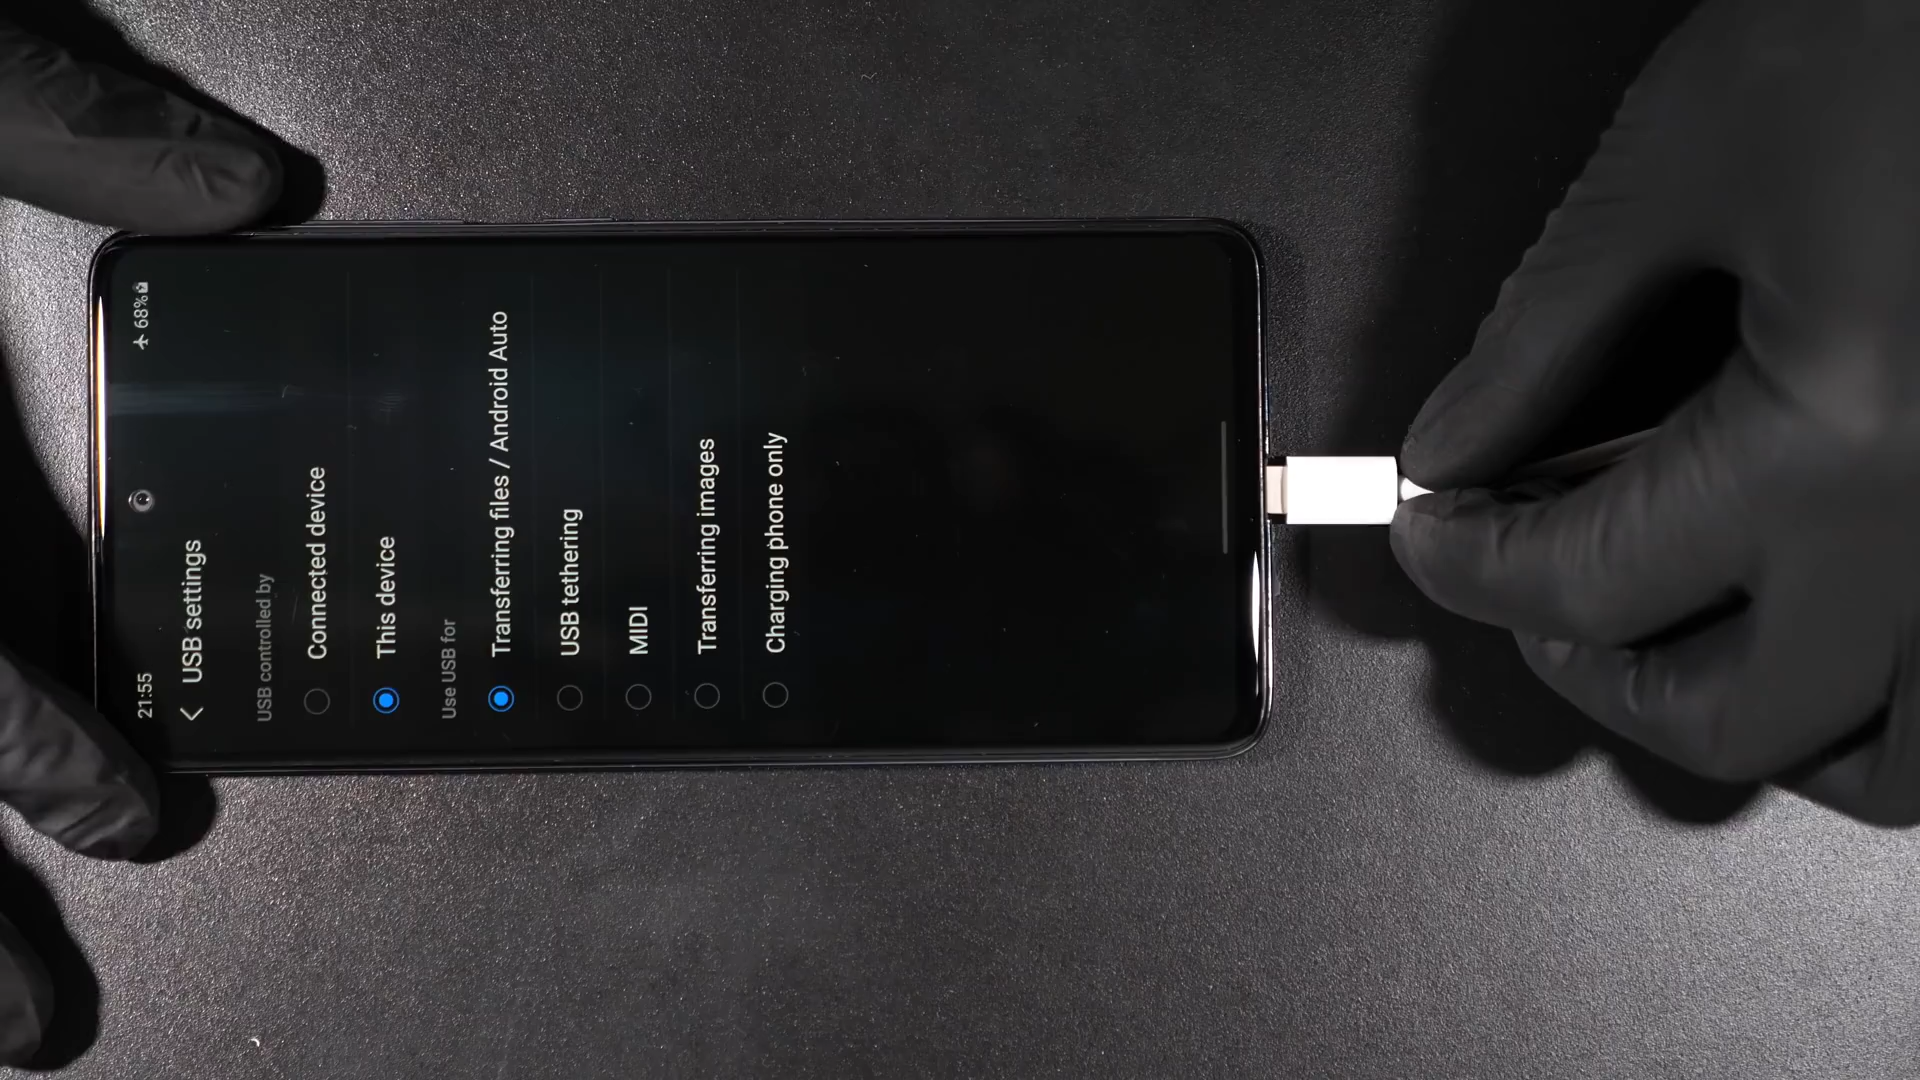 21:55
68%
USB settings
USB controlled by
Connected device
This device
Use USB for
Transferring files / Android Auto
USB tethering
MIDI
Transferring images
Charging phone only